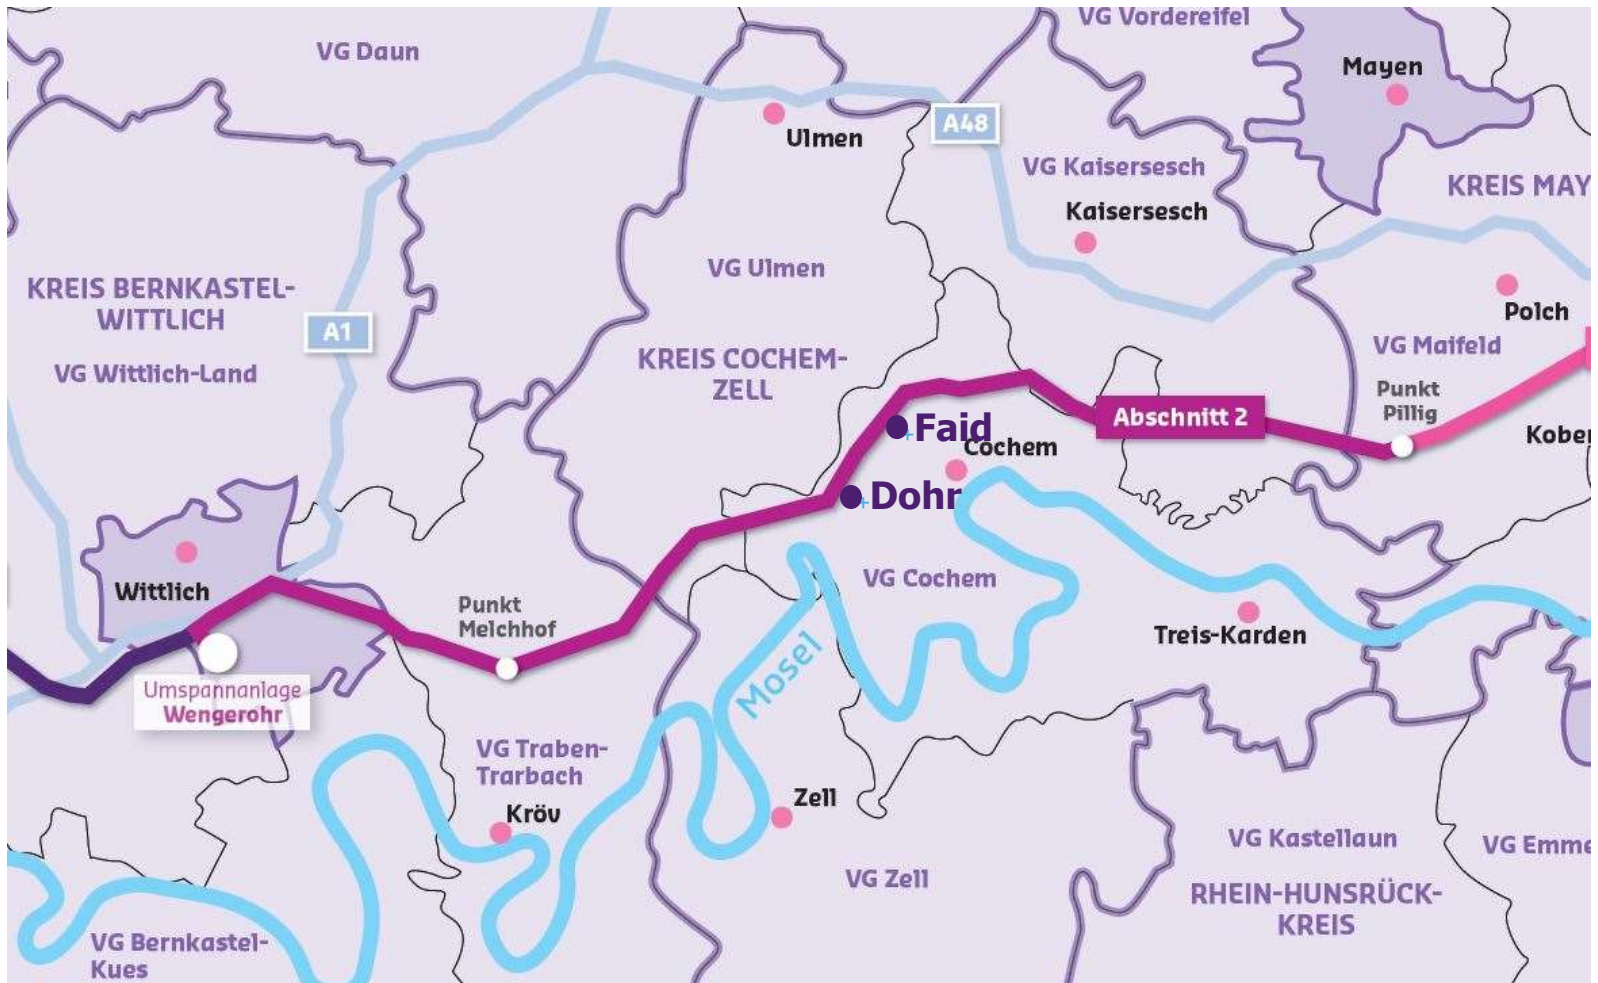 VG Vordereifel
VG Daun
Mayen
Ulmen
A48
VG Kaisersesch
KREIS MAY
Kaisersesch
VG Ulmen
KREIS BERNKASTEL-
WITTLICH
A1
Polch
VG Maifeld
KREIS COCHEM-
ZELL
VG Wittlich-Land
Punkt
Pillig
Abschnitt 2
Faid
Cochem
Kober
Dohr
VG Cochem
Wittlich
Punkt
Melchhof
Treis-Karden
Mosel
Umspannanlage
Wengerohr
VG Traben-
Trarbach
Zell
Kröv
VG Kastellaun
VG Emme
VG Zell
RHEIN-HUNSRÜCK-
KREIS
VG Bernkastel-
Kues